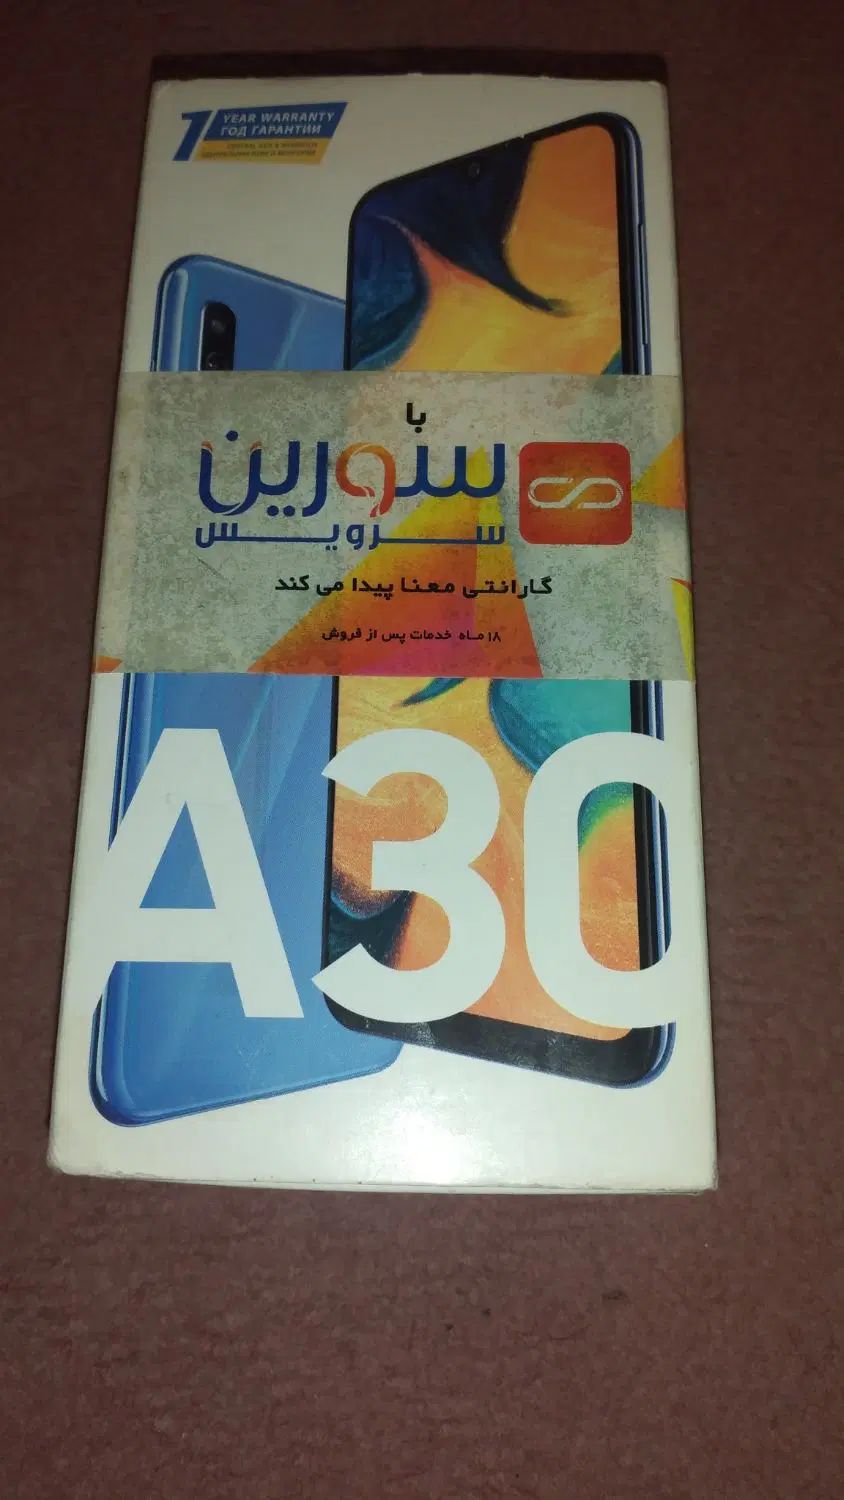 1 YEAR WARRANTY
ГОД ГАРАНТИИ
با
سورین
سرویس
گارانتی معنا پیدا می کند
۱۸ ماه خدمات پس از فروش
A30